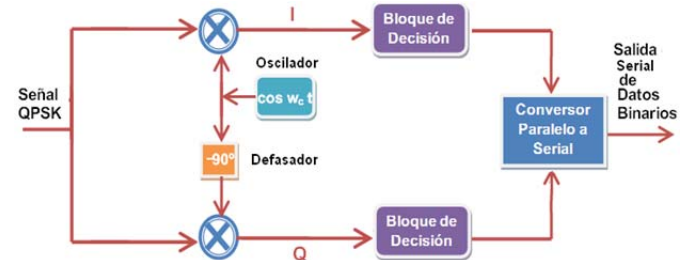 I
Bloque de
Decisión
Oscilador
cos wc t
Señal
QPSK
Salida
Serial
de
Datos
Binarios
Conversor
Paralelo a
Serial
-90º
Defasador
Bloque de
Decisión
Q